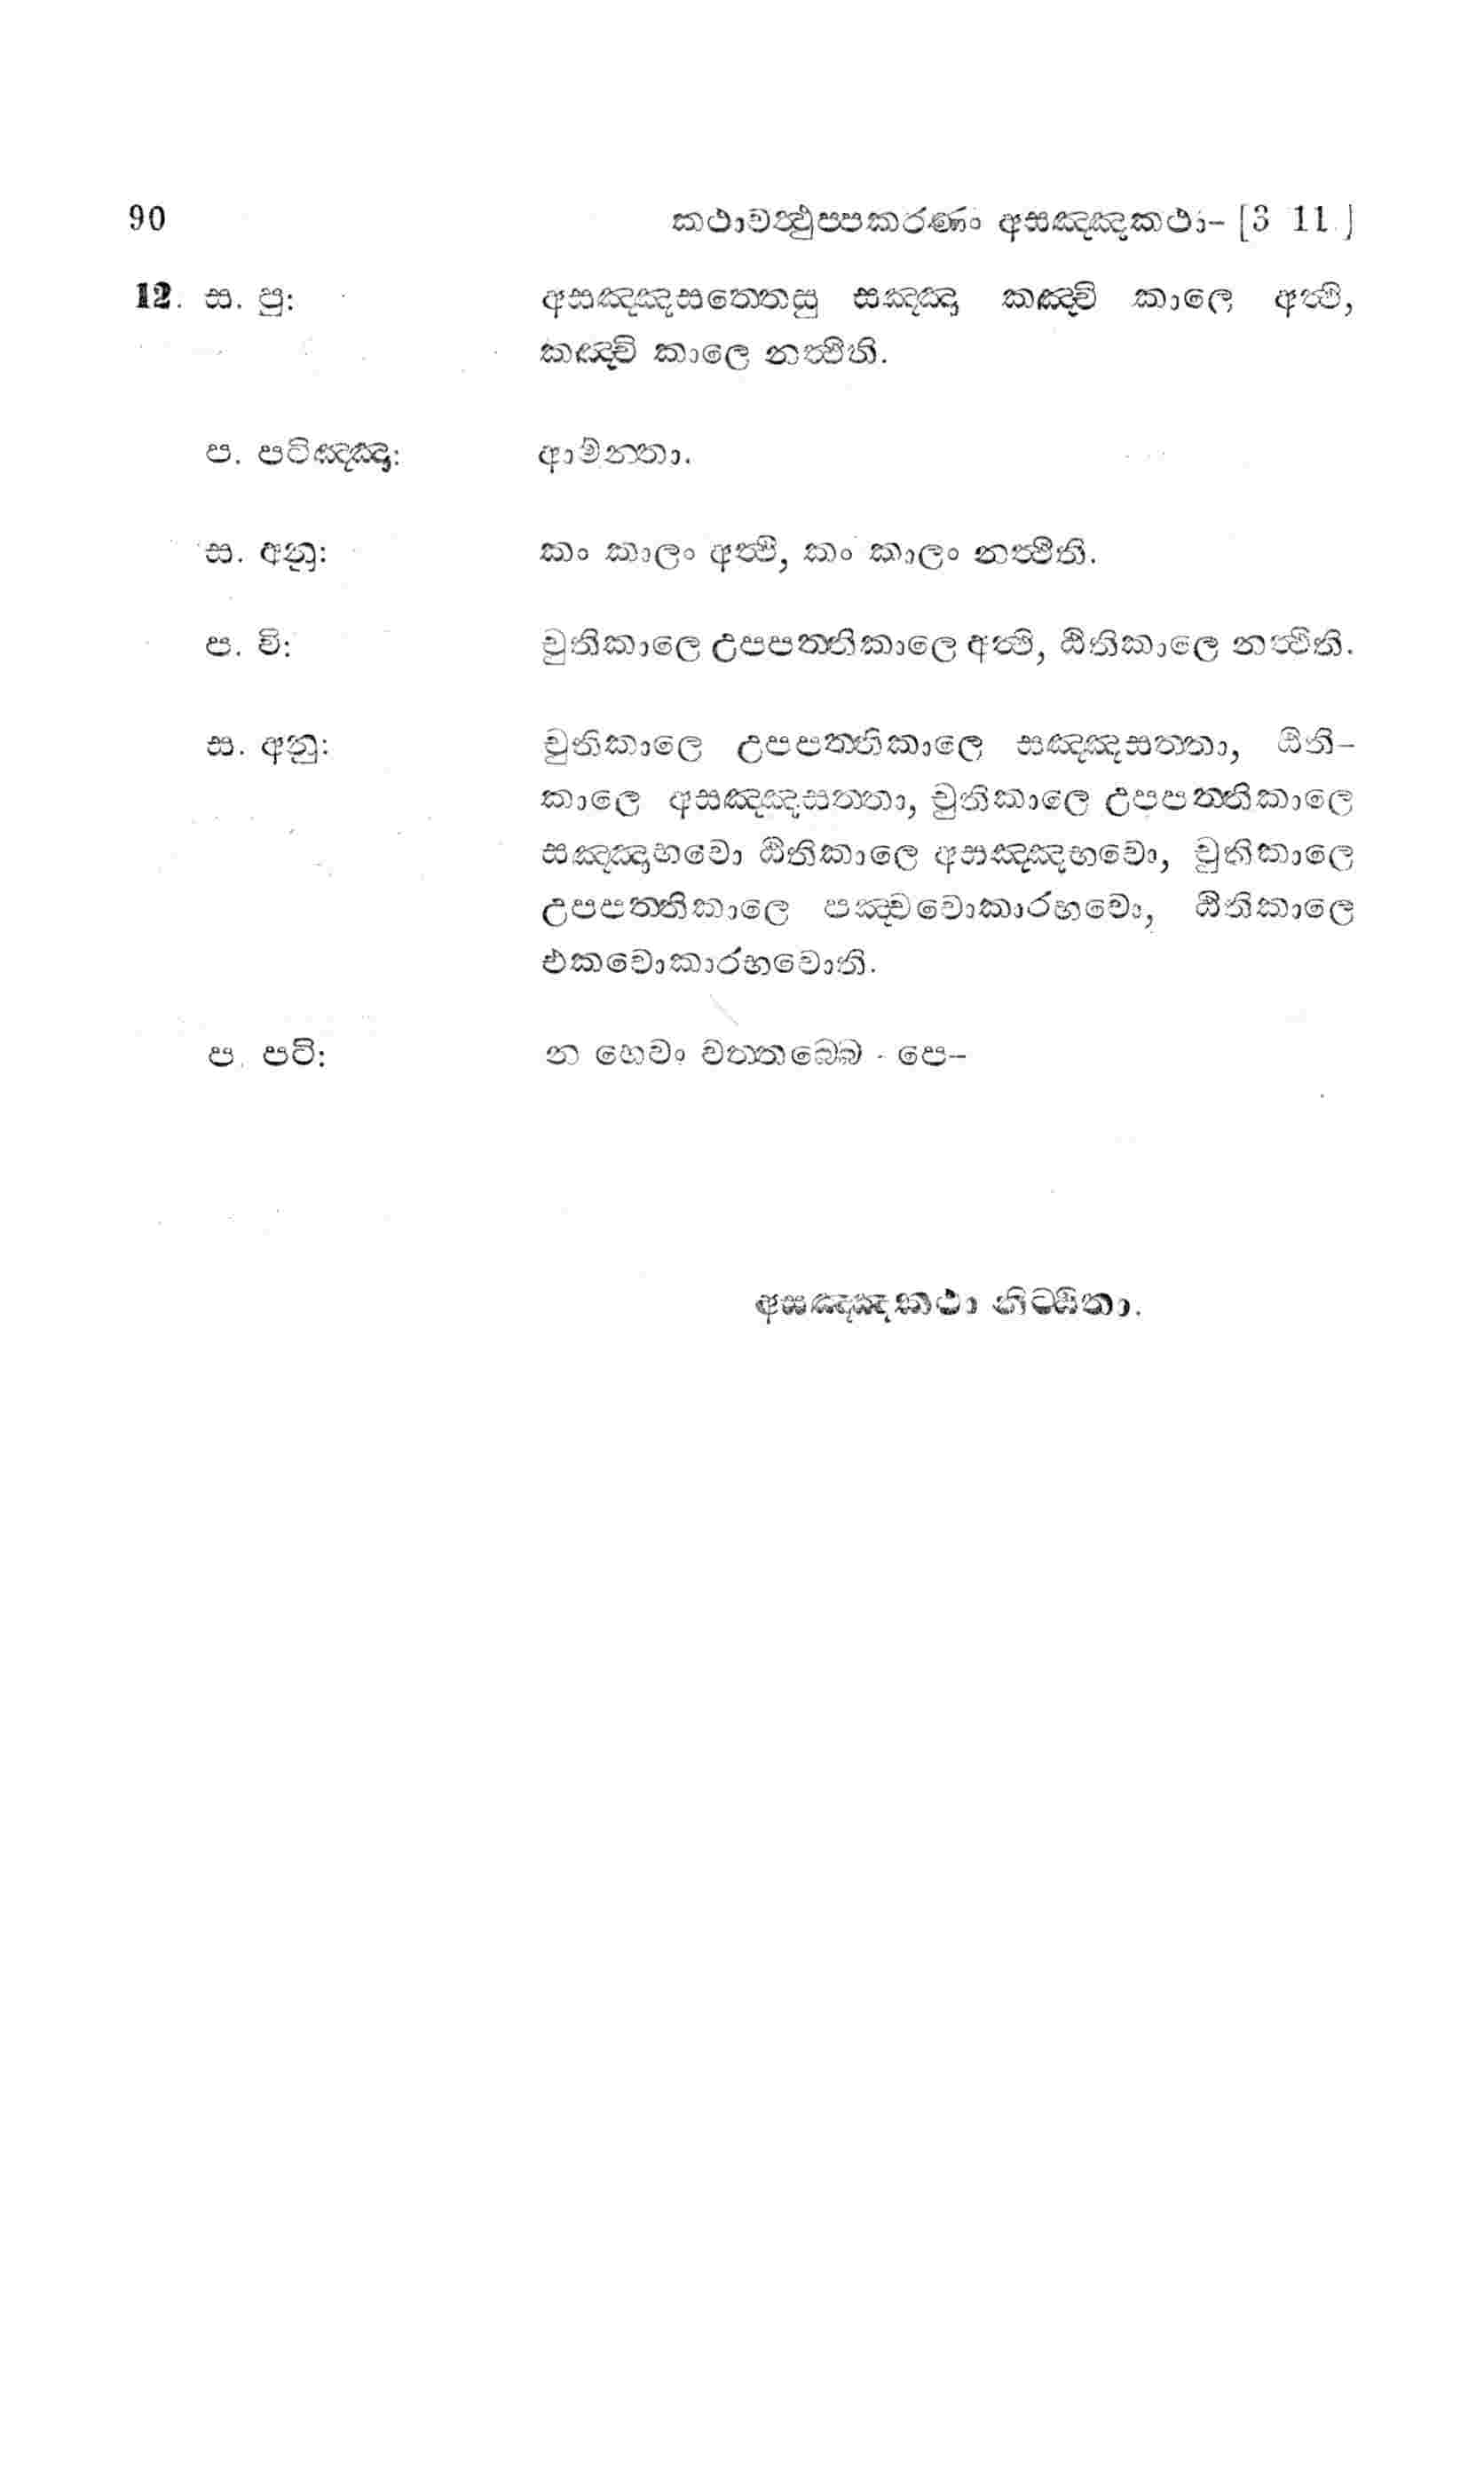 90 කථාවත්‍ථුප්පකරණං අසඤ්ඤකථා- [3 11.]
12. ස. පු: අසඤ්ඤසත්තෙසු සඤ්ඤා කඤ්චි කාලෙ අත්‍ථි,
කඤ්චි කාලෙ නත්‍ථීති.
ප. පටිඤ්ඤා: ආමන්තා.
ස. අනු: කං කාලං අත්‍ථි, කං කාලං නත්‍ථීති.
ප. වි: චුතිකාලෙ උපපත්තිකාලෙ අත්‍ථි, ඨිතිකාලෙ නත්‍ථිති.
ස. අනු: චුතිකාලෙ උපපත්තිකාලෙ සඤ්ඤසත්තා, ඨිති-
කාලෙ අසඤ්ඤසත්තා, චුතිකාලෙ උපපත්තිකාලෙ
සඤ්ඤාභවො ඨිතිකාලෙ අසඤ්ඤභවො, චුතිකාලෙ
උපපත්තිකාලෙ පඤ්චවොකාරභවො, ඨිතිකාලෙ
එකවොකාරභවොති.
ප. පටි: න හෙවං වත්තබ්බෙ - පෙ-
අසඤ්ඤකථා නිට්ඨිතා.